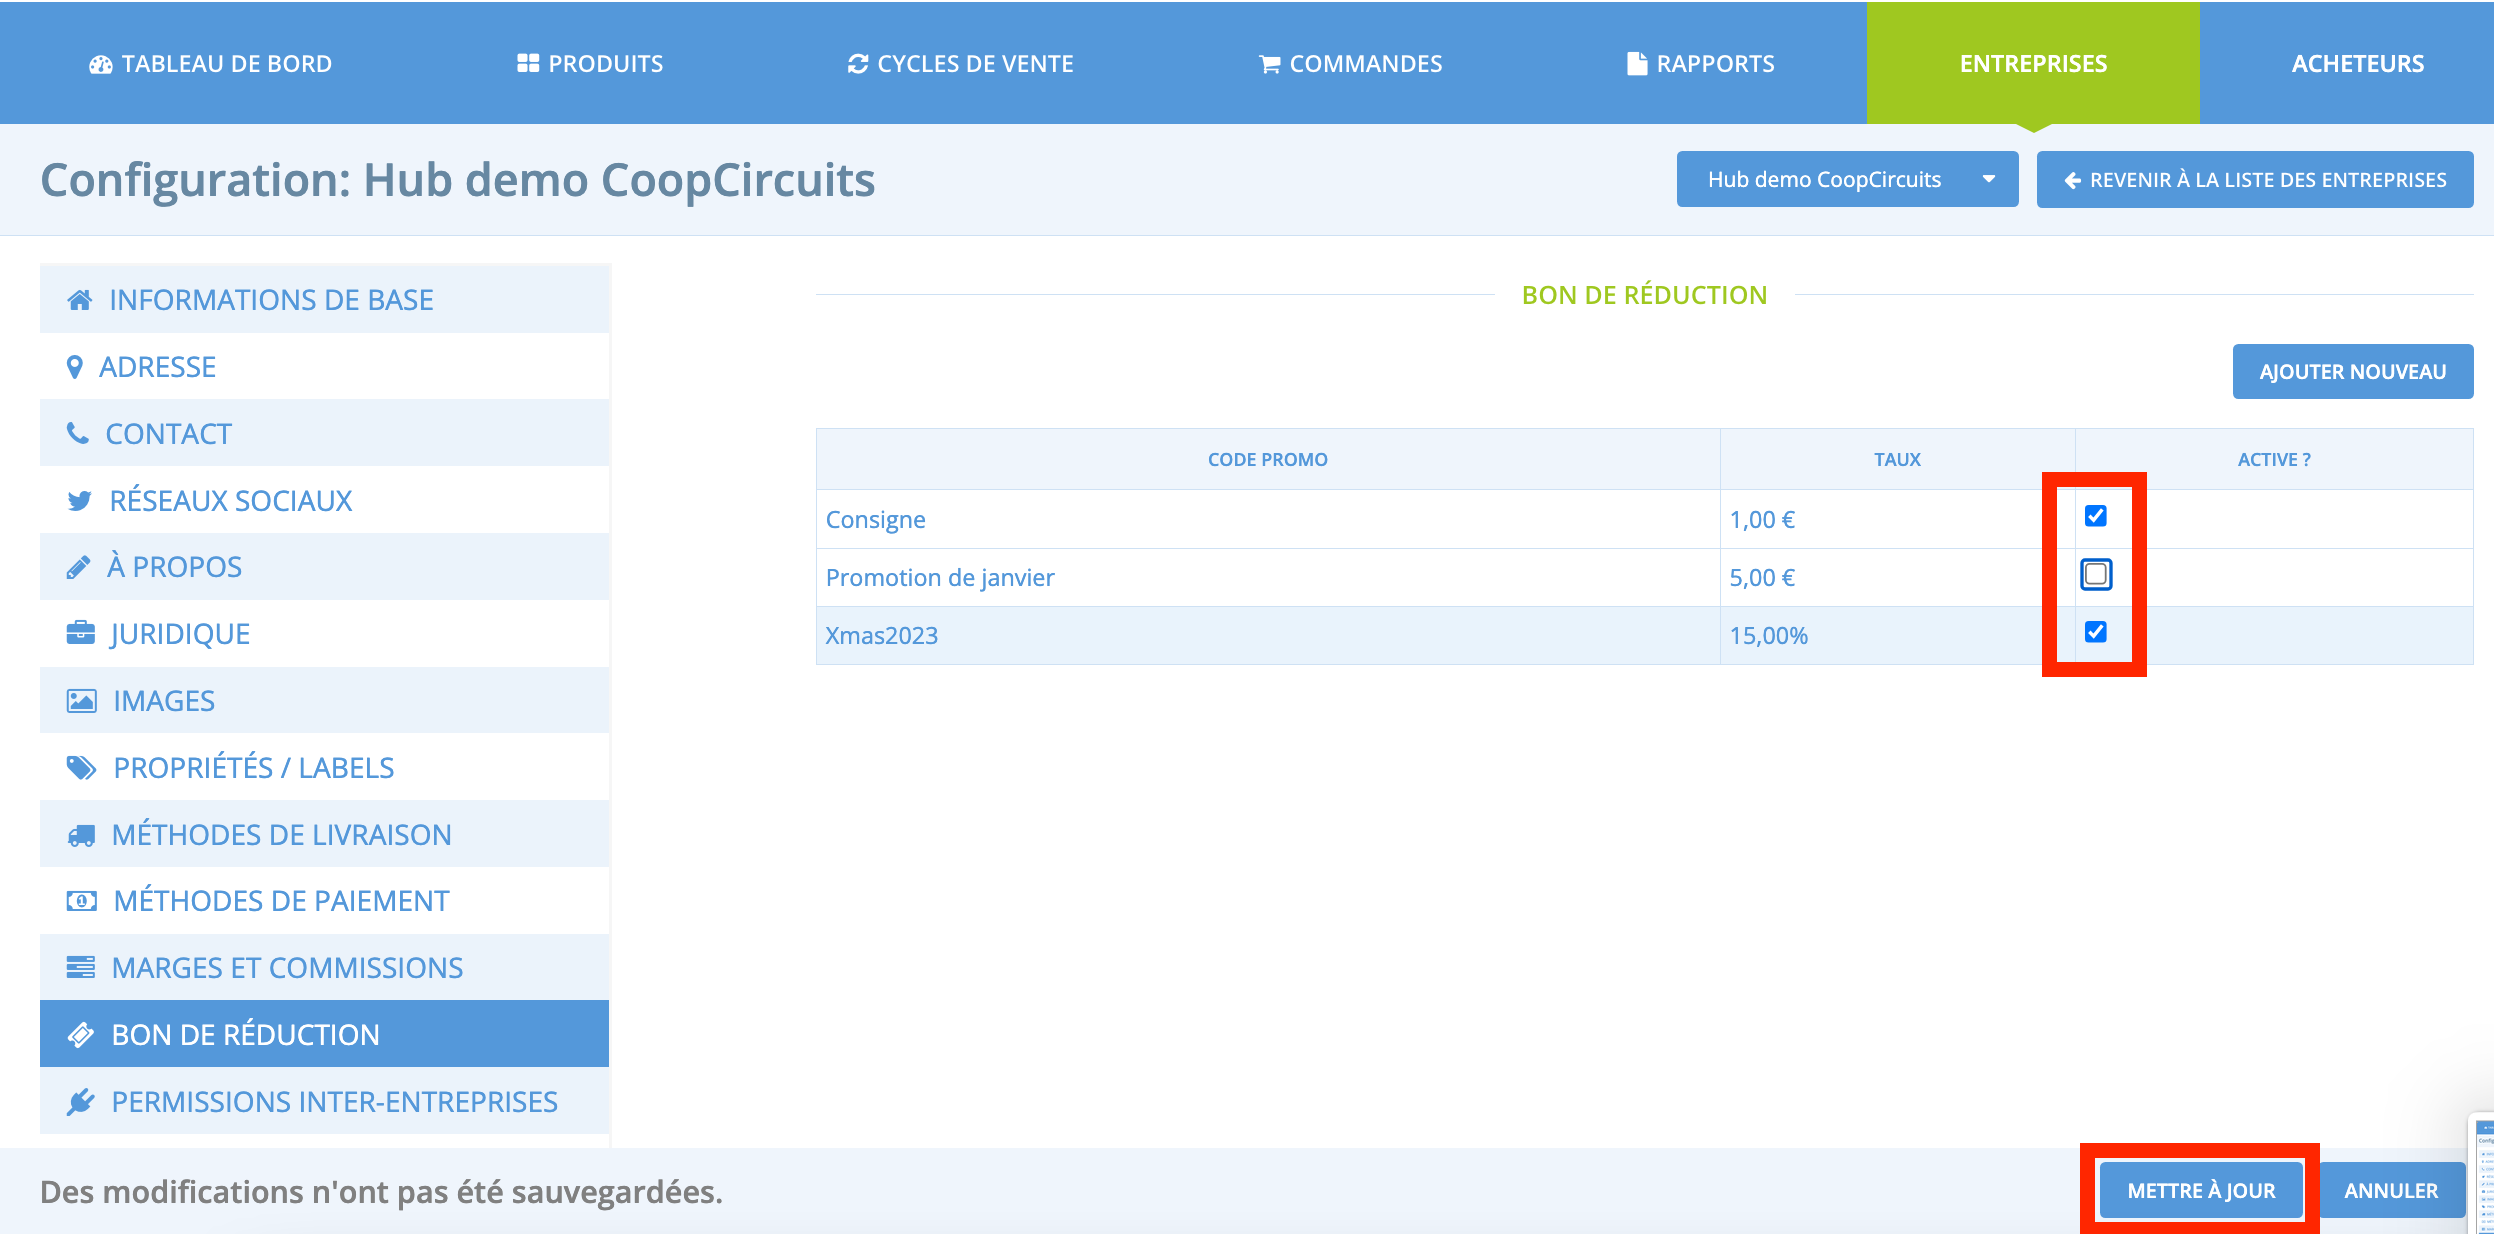 TABLEAU DE BORD PRODUITS CYCLES DE VENTE COMMANDES RAPPORTS ENTREPRISES ACHETEURS
Configuration: Hub demo CoopCircuits
Hub demo CoopCircuits
REVENIR À LA LISTE DES ENTREPRISES
INFORMATIONS DE BASE
ADRESSE
CONTACT
RÉSEAUX SOCIAUX
À PROPOS
JURIDIQUE
IMAGES
PROPRIÉTÉS / LABELS
MÉTHODES DE LIVRAISON
MÉTHODES DE PAIEMENT
MARGES ET COMMISSIONS
BON DE RÉDUCTION
PERMISSIONS INTER-ENTREPRISES
BON DE RÉDUCTION
AJOUTER NOUVEAU
CODE PROMO TAUX ACTIVE ?
Consigne 1,00 €
Promotion de janvier 5,00 €
Xmas2023 15,00%
Des modifications n'ont pas été sauvegardées.
METTRE À JOUR
ANNULER